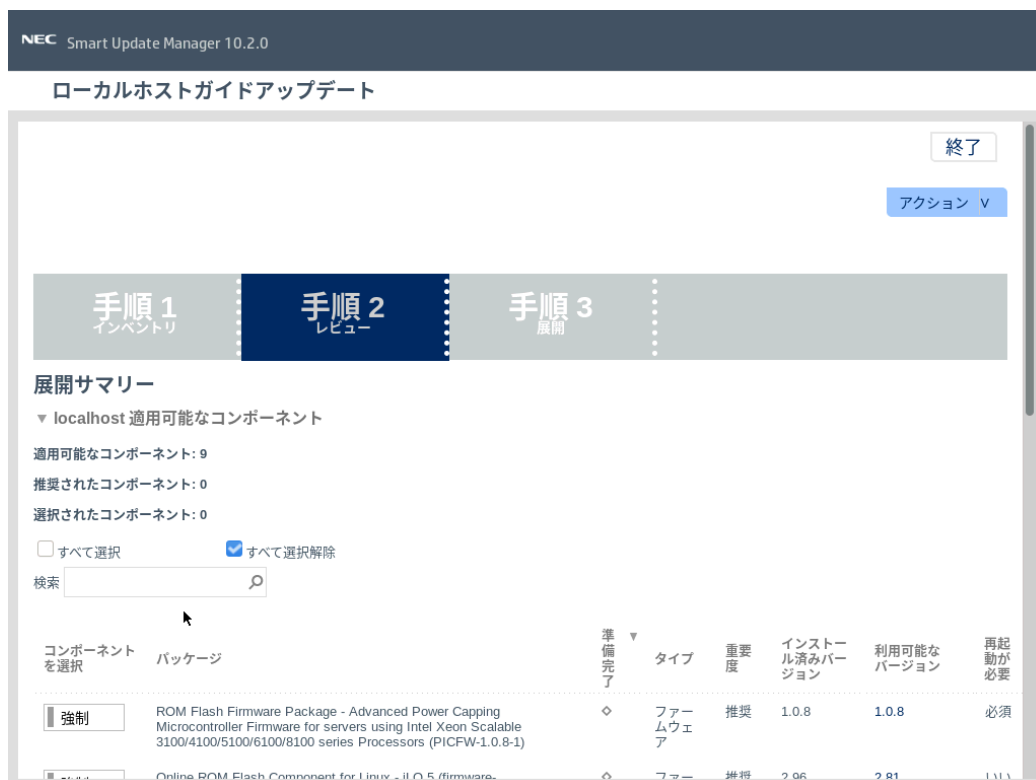 NEC Smart Update Manager 10.2.0
ローカルホストガイドアップデート
終了
アクション ∨
手順 1
インベントリ
手順 2
レビュー
手順 3
展開
展開サマリー
▼ localhost 適用可能なコンポーネント
適用可能なコンポーネント: 9
推奨されたコンポーネント: 0
選択されたコンポーネント: 0
すべて選択 すべて選択解除
検索
コンポーネント
を選択
パッケージ
準
備
完
了
▼
タイプ
重要
度
インストー
ル済みバー
ジョン
利用可能な
バージョン
再起
動が
必要
強制
ROM Flash Firmware Package - Advanced Power Capping
Microcontroller Firmware for servers using Intel Xeon Scalable
3100/4100/5100/6100/8100 series Processors (PICFW-1.0.8-1)
ファー
ムウェ
ア
推奨
1.0.8
1.0.8
必須
強制
Online ROM Flash Component for Linux - iLO 5 (firmware-
ファー
推奨
2.96
2.81
いい